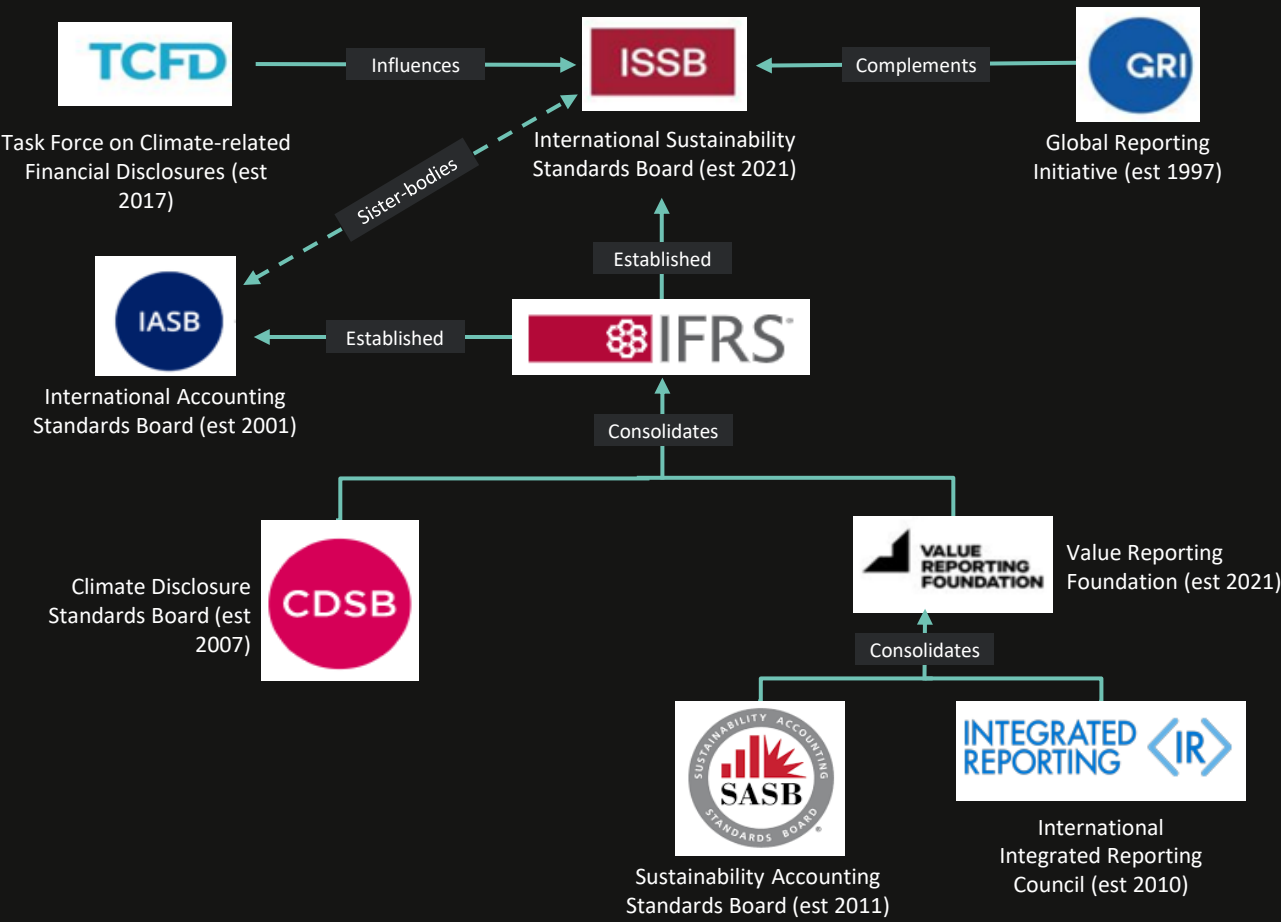 TCFD
Influences
ISSB
Complements
GRI
Task Force on Climate-related
Financial Disclosures (est
2017)
International Sustainability
Standards Board (est 2021)
Global Reporting
Initiative (est 1997)
Sister-bodies
Established
IASB
Established
IFRS
International Accounting
Standards Board (est 2001)
Consolidates
Climate Disclosure
Standards Board (est
2007)
CDSB
VALUE
REPORTING
FOUNDATION
Value Reporting
Foundation (est 2021)
Consolidates
SUSTAINABILITY ACCOUNTING
SASB
STANDARDS BOARD
®
INTEGRATED
REPORTING
<IR>
Sustainability Accounting
Standards Board (est 2011)
International
Integrated Reporting
Council (est 2010)